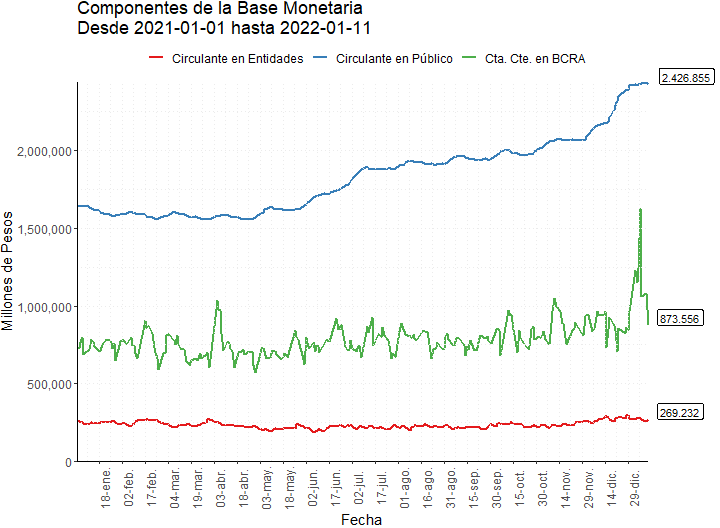 Componentes de la Base Monetaria
Desde 2021-01-01 hasta 2022-01-11
Circulante en Entidades
Circulante en Público
Cta. Cte. en BCRA
Millones de Pesos
2,000,000
1,500,000
1,000,000
500,000
0
2.426.855
873.556
269.232
18-ene.
02-feb.
17-feb.
04-mar.
19-mar.
03-abr.
18-abr.
03-may.
18-may.
02-jun.
17-jun.
02-jul.
17-jul.
01-ago.
16-ago.
31-ago.
15-sep.
30-sep.
15-oct.
30-oct.
14-nov.
29-nov.
14-dic.
29-dic.
Fecha